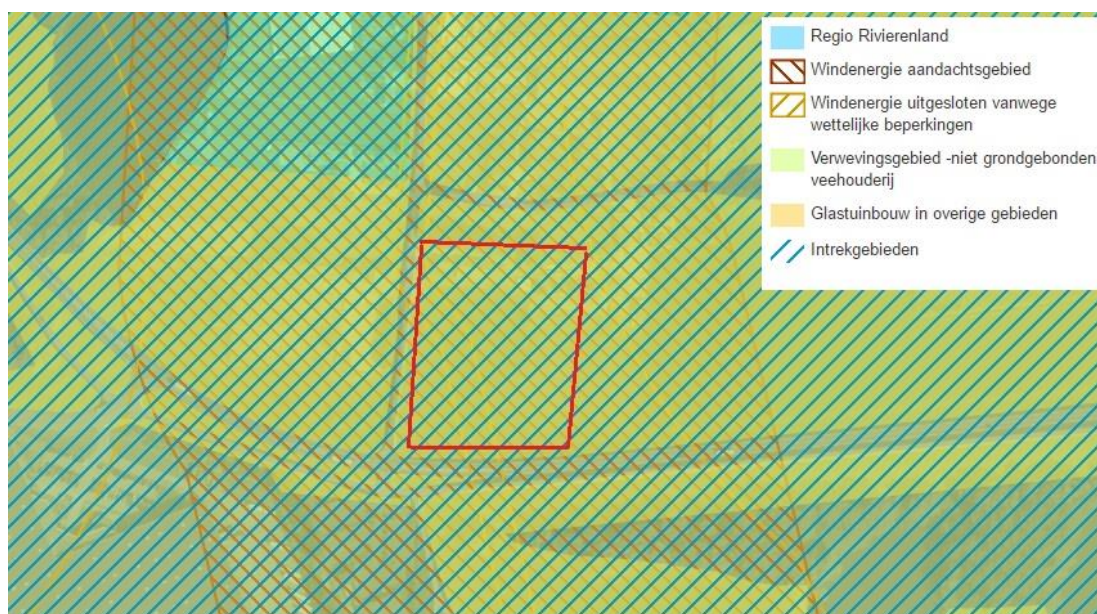 Regio Rivierenland
Windenergie aandachtsgebied
Windenergie uitgesloten vanwege
wettelijke beperkingen
Verwevingsgebied -niet grondgebonden
veehouderij
Glastuinbouw in overige gebieden
Intrekgebieden